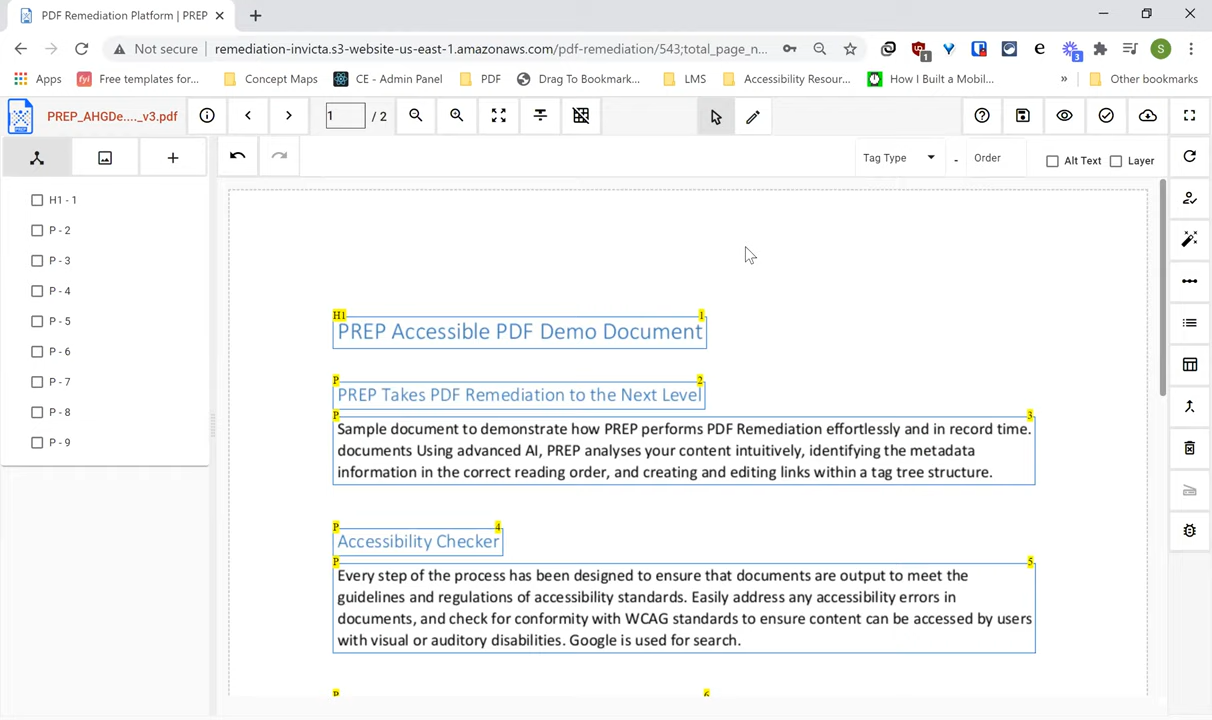 PDF Remediation Platform | PREP
Not secure remediation-invicta.s3-website-us-east-1.amazonaws.com/pdf-remediation/543;total_page_n... 1 3 S
Apps fyi Free templates for... Concept Maps CE - Admin Panel PDF Drag To Bookmark... LMS Accessibility Resour... How I Built a Mobil... » Other bookmarks
PREP PREP_AHGDe...._v3.pdf 1 / 2
Tag Type - Order Alt Text Layer
H1 - 1
P - 2
P - 3
P - 4
P - 5
P - 6
P - 7
P - 8
P - 9
H1 1
PREP Accessible PDF Demo Document
P 2
PREP Takes PDF Remediation to the Next Level
P 3
Sample document to demonstrate how PREP performs PDF Remediation effortlessly and in record time.
documents Using advanced AI, PREP analyses your content intuitively, identifying the metadata
information in the correct reading order, and creating and editing links within a tag tree structure.
P 4
Accessibility Checker
P 5
Every step of the process has been designed to ensure that documents are output to meet the
guidelines and regulations of accessibility standards. Easily address any accessibility errors in
documents, and check for conformity with WCAG standards to ensure content can be accessed by users
with visual or auditory disabilities. Google is used for search.
P 6